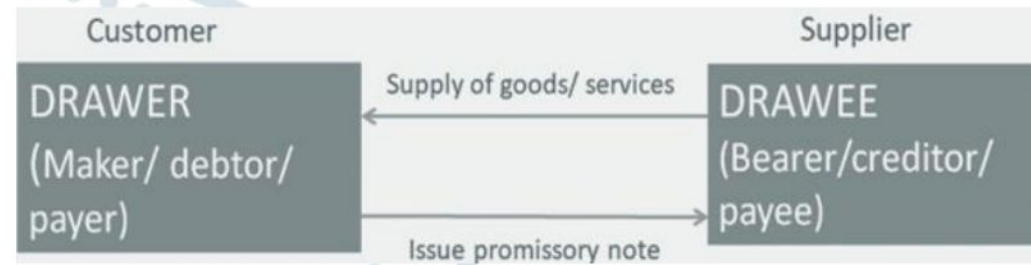 Customer
Supplier
DRAWER
(Maker/ debtor/
payer)
Supply of goods/ services
Issue promissory note
DRAWEE
(Bearer/creditor/
payee)